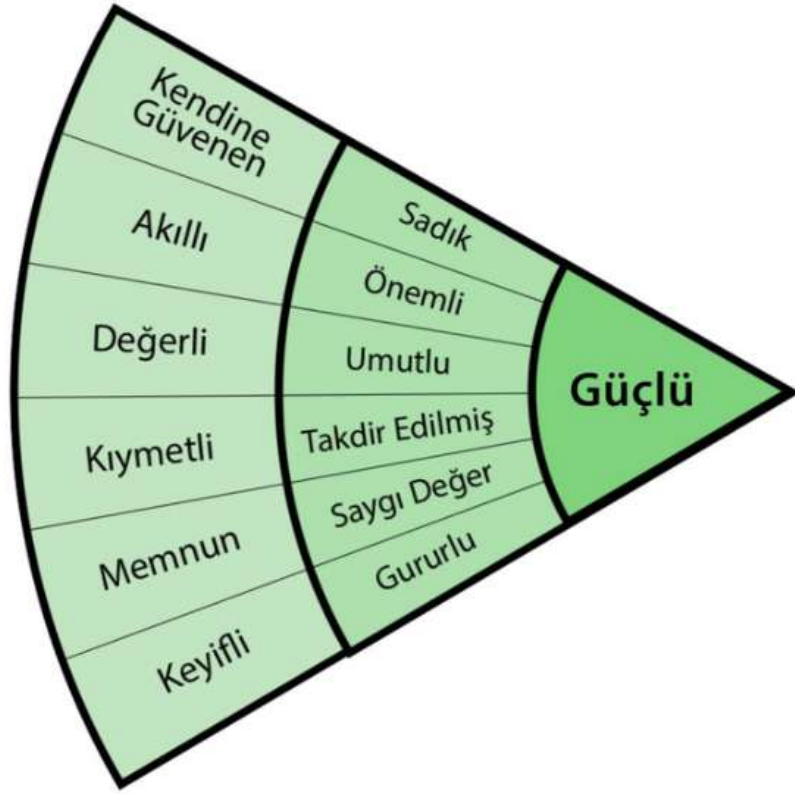 Kendine
Güvenen
Akıllı
Değerli
Kıymetli
Memnun
Keyifli
Sadık
Önemli
Umutlu
Takdir Edilmiş
Saygı Değer
Gururlu
Güçlü